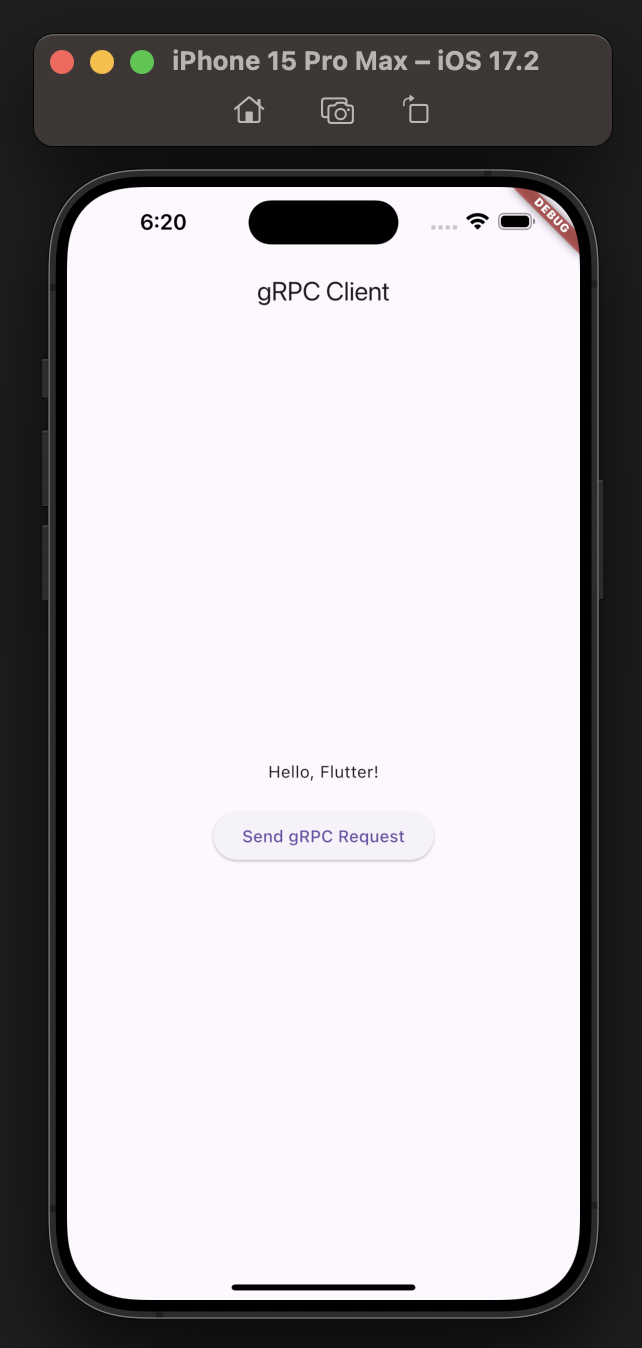 iPhone 15 Pro Max – iOS 17.2
6:20
DEBUG
gRPC Client
Hello, Flutter!
Send gRPC Request